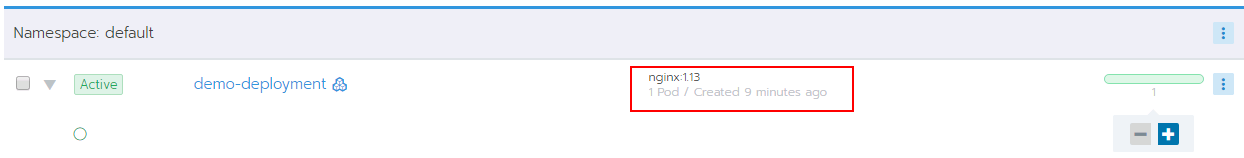 Namespace: default
Active
demo-deployment
nginx:1.13
1 Pod / Created 9 minutes ago
1